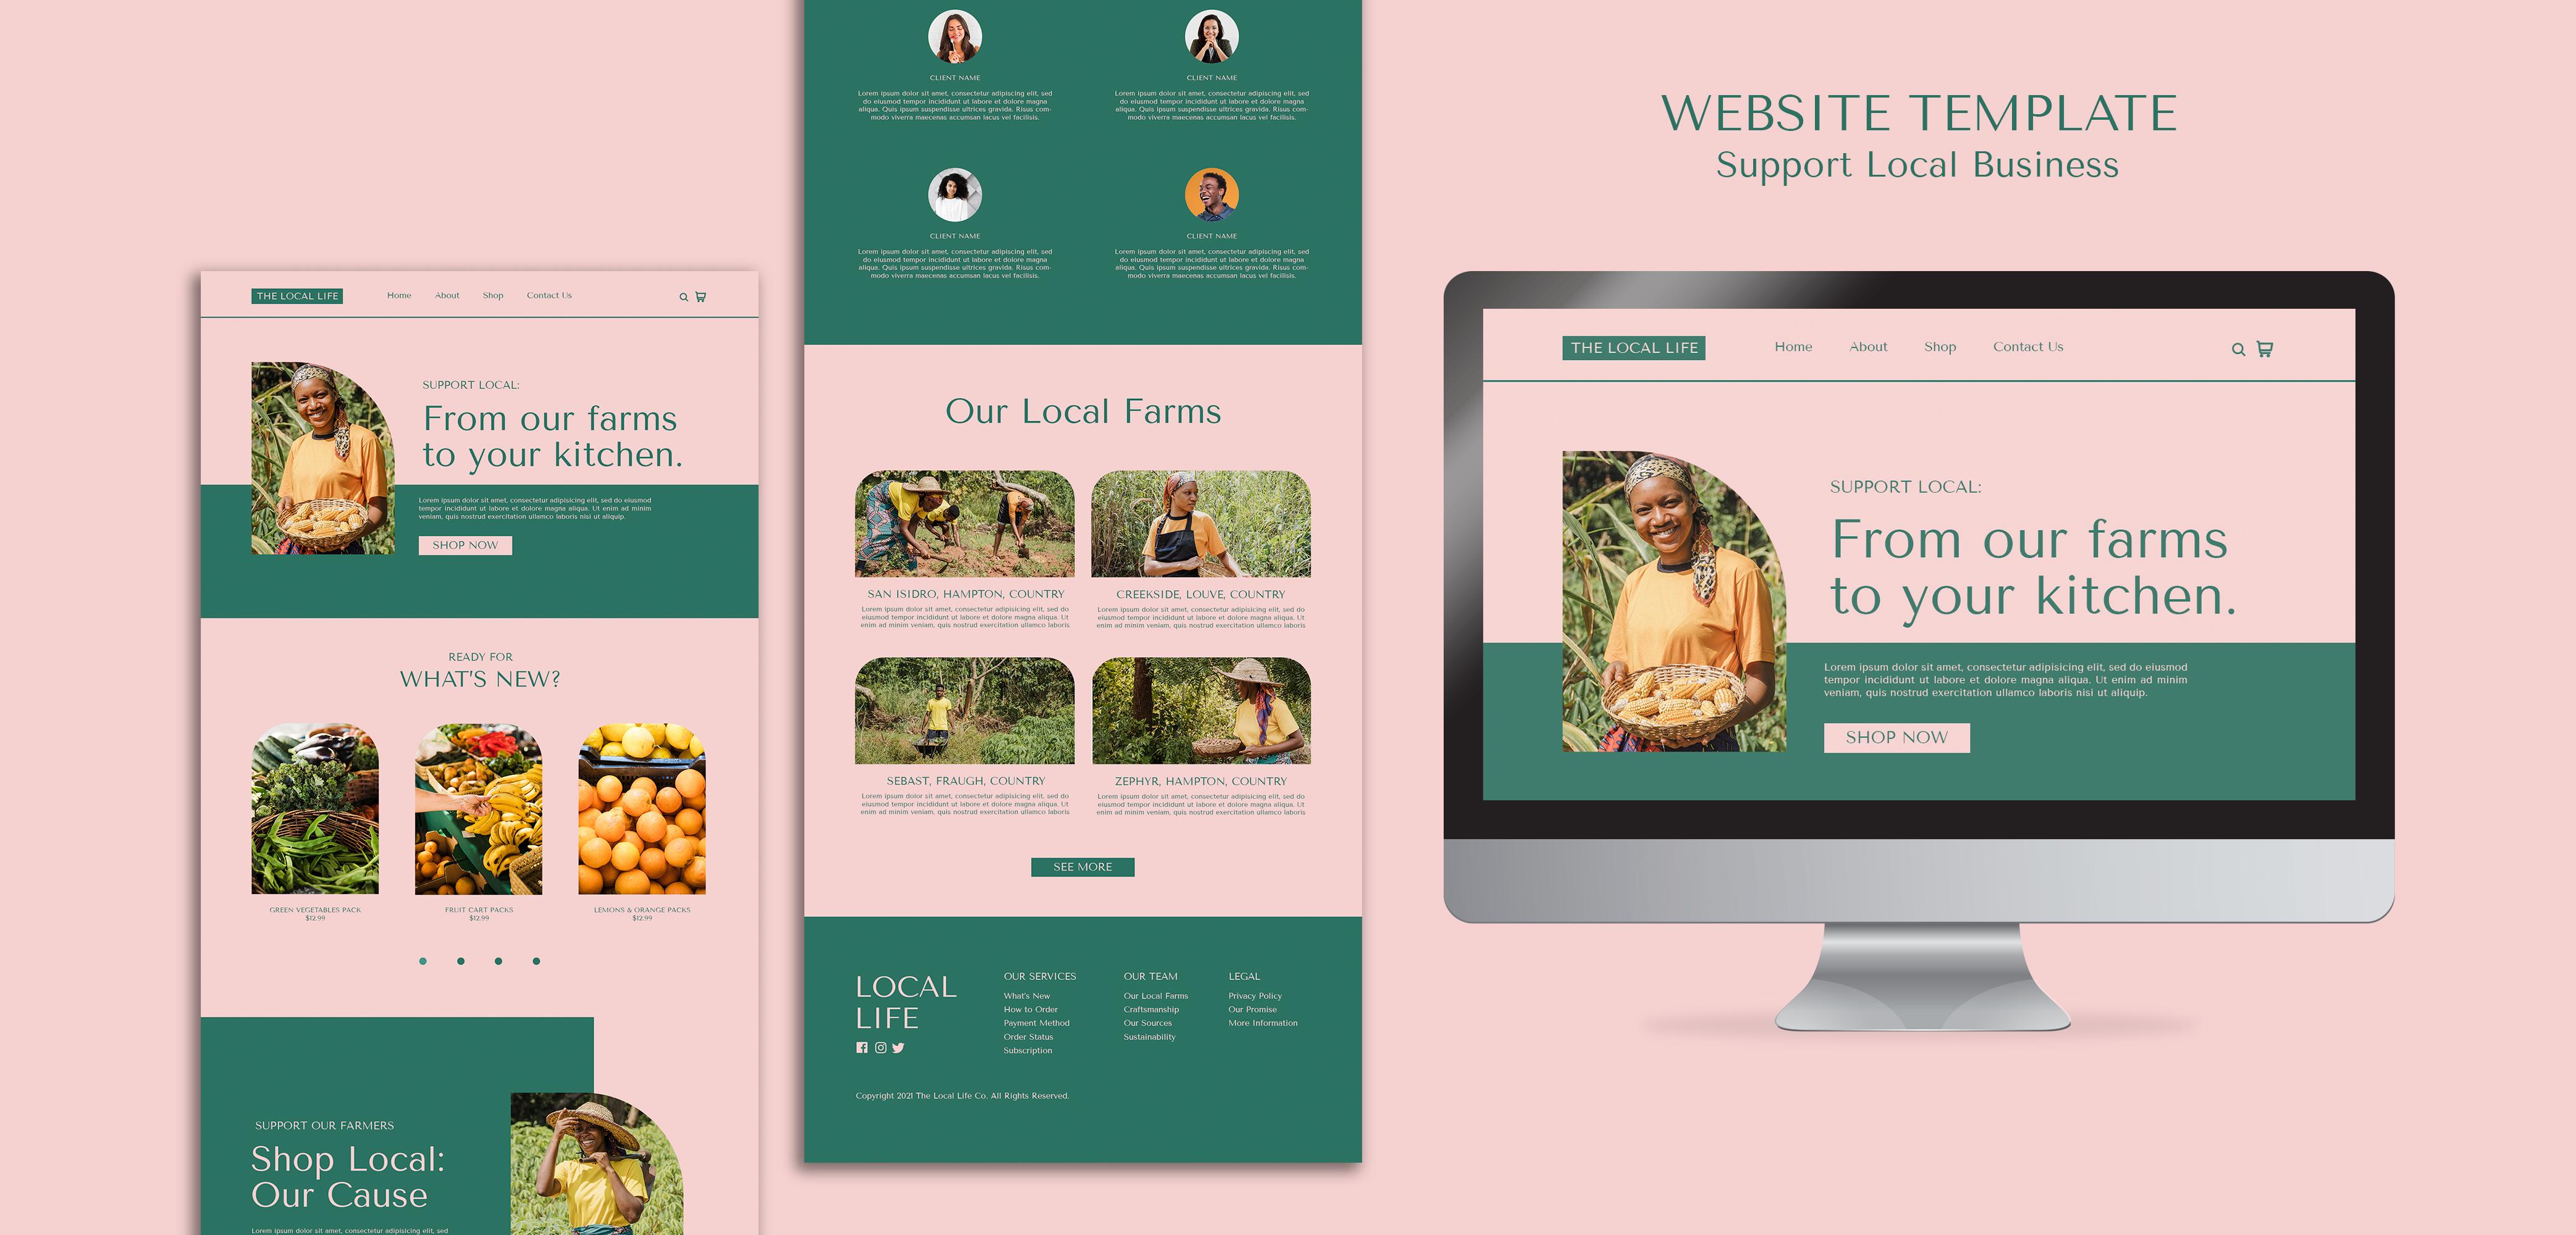 THE LOCAL LIFE
Home About Shop Contact Us
SUPPORT LOCAL:
From our farms
to your kitchen.
Lorem ipsum dolor sit amet, consectetur adipisicing elit, sed do eiusmod
tempor incididunt ut labore et dolore magna aliqua. Ut enim ad minim
veniam, quis nostrud exercitation ullamco laboris nisi ut aliquip.
SHOP NOW
READY FOR
WHAT'S NEW?
GREEN VEGETABLES PACK
$12.99
FRUIT CART PACKS
$12.99
LEMONS & ORANGE PACKS
$12.99
SUPPORT OUR FARMERS
Shop Local:
Our Cause
Lorem ipsum dolor sit amet, consectetur adipisicing elit, sed
CLIENT NAME
Lorem ipsum dolor sit amet, consectetur adipiscing elit, sed
do eiusmod tempor incididunt ut labore et dolore magna
aliqua. Quis ipsum suspendisse ultrices gravida. Risus com-
modo viverra maecenas accumsan lacus vel facilisis.
CLIENT NAME
Lorem ipsum dolor sit amet, consectetur adipiscing elit, sed
do eiusmod tempor incididunt ut labore et dolore magna
aliqua. Quis ipsum suspendisse ultrices gravida. Risus com-
modo viverra maecenas accumsan lacus vel facilisis.
CLIENT NAME
Lorem ipsum dolor sit amet, consectetur adipiscing elit, sed
do eiusmod tempor incididunt ut labore et dolore magna
aliqua. Quis ipsum suspendisse ultrices gravida. Risus com-
modo viverra maecenas accumsan lacus vel facilisis.
CLIENT NAME
Lorem ipsum dolor sit amet, consectetur adipiscing elit, sed
do eiusmod tempor incididunt ut labore et dolore magna
aliqua. Quis ipsum suspendisse ultrices gravida. Risus com-
modo viverra maecenas accumsan lacus vel facilisis.
Our Local Farms
SAN ISIDRO, HAMPTON, COUNTRY
Lorem ipsum dolor sit amet, consectetur adipisicing elit, sed do
eiusmod tempor incididunt ut labore et dolore magna aliqua. Ut
enim ad minim veniam, quis nostrud exercitation ullamco laboris
CREEKSIDE, LOUVE, COUNTRY
Lorem ipsum dolor sit amet, consectetur adipisicing elit, sed do
eiusmod tempor incididunt ut labore et dolore magna aliqua. Ut
enim ad minim veniam, quis nostrud exercitation ullamco laboris
SEBAST, FRAUGH, COUNTRY
Lorem ipsum dolor sit amet, consectetur adipisicing elit, sed do
eiusmod tempor incididunt ut labore et dolore magna aliqua. Ut
enim ad minim veniam, quis nostrud exercitation ullamco laboris
ZEPHYR, HAMPTON, COUNTRY
Lorem ipsum dolor sit amet, consectetur adipisicing elit, sed do
eiusmod tempor incididunt ut labore et dolore magna aliqua. Ut
enim ad minim veniam, quis nostrud exercitation ullamco laboris
SEE MORE
LOCAL
LIFE
OUR SERVICES
What's New
How to Order
Payment Method
Order Status
Subscription
OUR TEAM
Our Local Farms
Craftsmanship
Our Sources
Sustainability
LEGAL
Privacy Policy
Our Promise
More Information
Copyright 2021 The Local Life Co. All Rights Reserved.
WEBSITE TEMPLATE
Support Local Business
THE LOCAL LIFE
Home About Shop Contact Us
SUPPORT LOCAL:
From our farms
to your kitchen.
Lorem ipsum dolor sit amet, consectetur adipisicing elit, sed do eiusmod
tempor incididunt ut labore et dolore magna aliqua. Ut enim ad minim
veniam, quis nostrud exercitation ullamco laboris nisi ut aliquip.
SHOP NOW